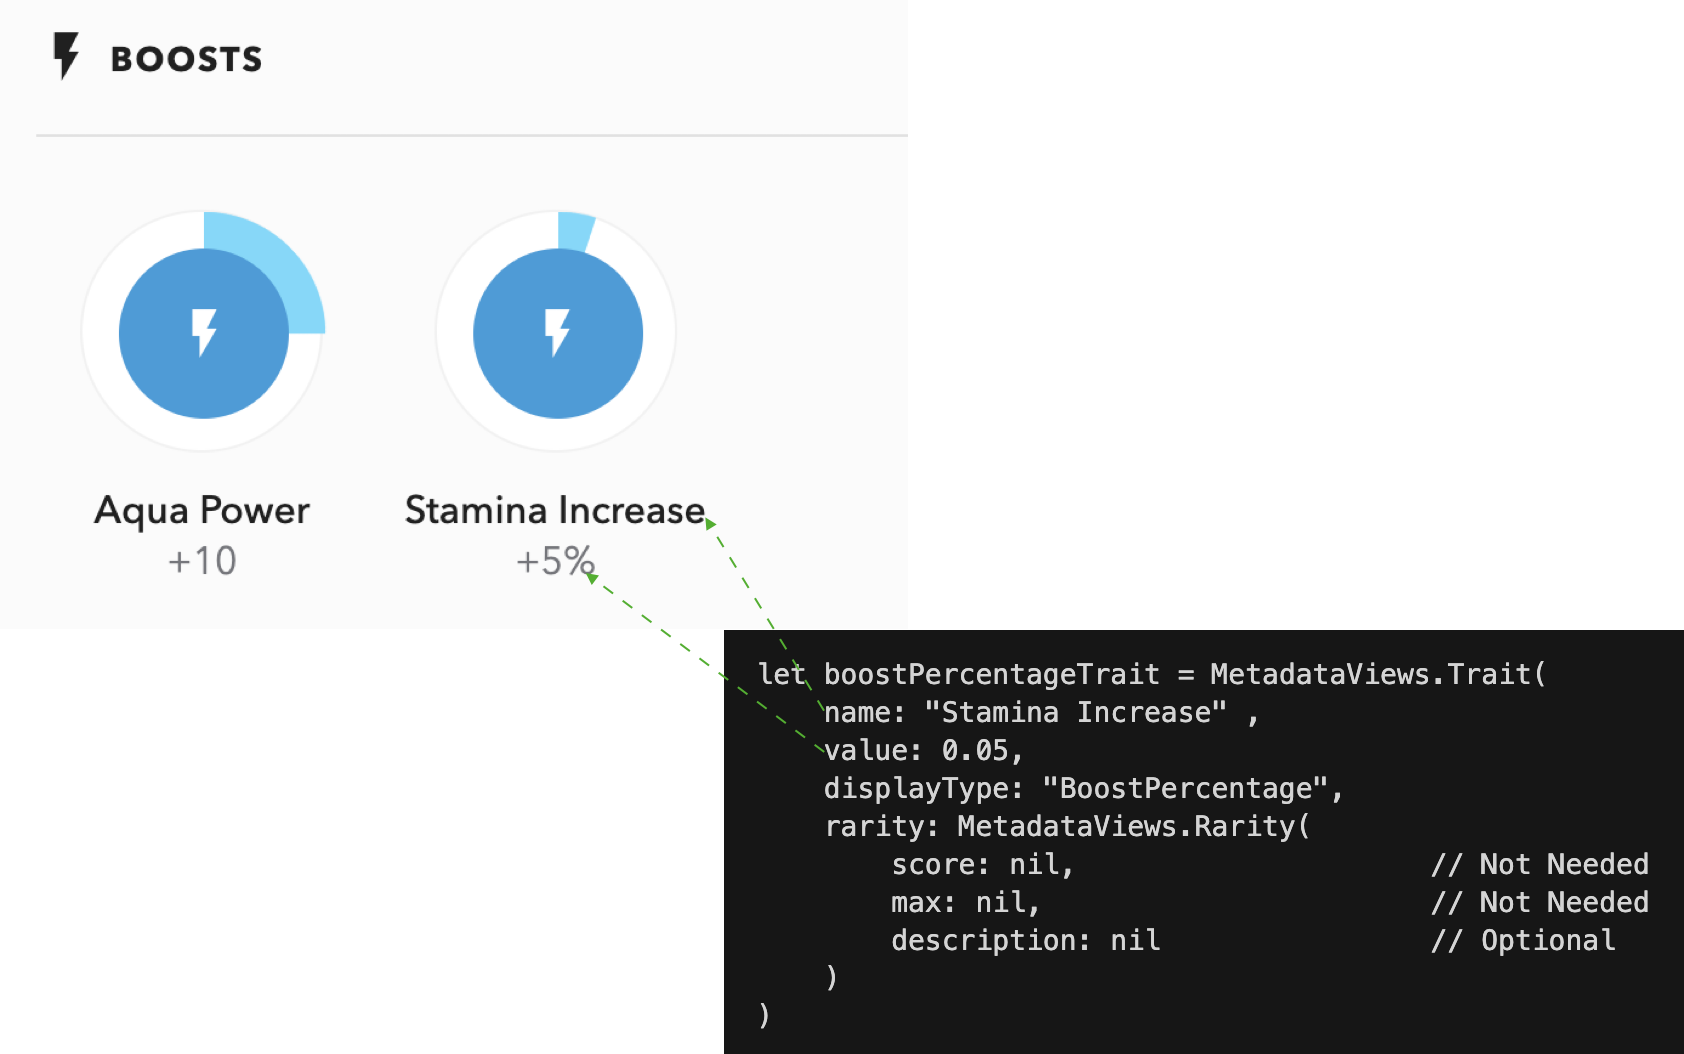 BOOSTS
Aqua Power
+10
Stamina Increase
+5%
let boostPercentageTrait = MetadataViews.Trait(
    name: "Stamina Increase" ,
    value: 0.05,
    displayType: "BoostPercentage",
    rarity: MetadataViews.Rarity(
        score: nil,                     // Not Needed
        max: nil,                       // Not Needed
        description: nil                // Optional
    )
)